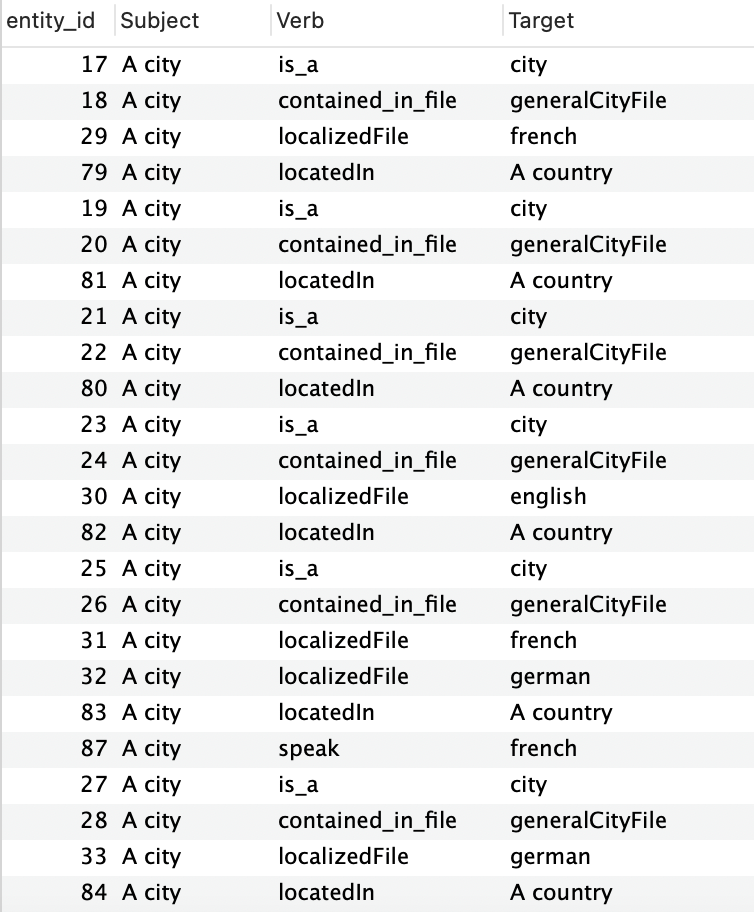 entity_id Subject Verb Target
17 A city is_a city
18 A city contained_in_file generalCityFile
29 A city localizedFile french
79 A city locatedIn A country
19 A city is_a city
20 A city contained_in_file generalCityFile
81 A city locatedIn A country
21 A city is_a city
22 A city contained_in_file generalCityFile
80 A city locatedIn A country
23 A city is_a city
24 A city contained_in_file generalCityFile
30 A city localizedFile english
82 A city locatedIn A country
25 A city is_a city
26 A city contained_in_file generalCityFile
31 A city localizedFile french
32 A city localizedFile german
83 A city locatedIn A country
87 A city speak french
27 A city is_a city
28 A city contained_in_file generalCityFile
33 A city localizedFile german
84 A city locatedIn A country